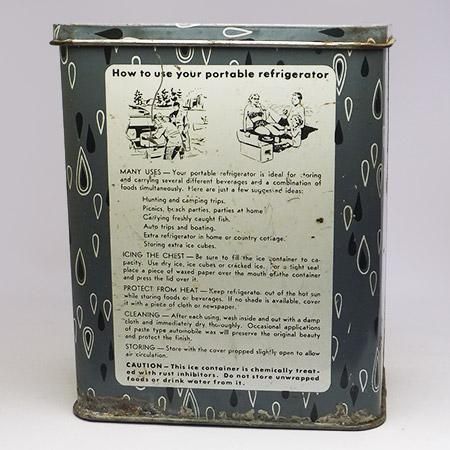 How to use your portable refrigerator
MANY USES — Your portable refrigerator is ideal for storing
and carrying several different beverages and a combination of
foods simultaneously. Here are just a few suggested ideas:
Hunting and camping trips.
Picnics, beach parties, parties at home
Carrying freshly caught fish.
Auto trips and boating.
Extra refrigerator in home or country cottage.
Storing extra ice cubes.
ICING THE CHEST — Be sure to fill the ice container to ca-
pacity. Use dry ice, ice cubes or cracked ice. For a tight seal
place a piece of waxed paper over the mouth of the container
and press the lid over it.
PROTECT FROM HEAT — Keep refrigerator out of the hot sun
while storing foods or beverages. If no shade is available, cover
it with a piece of cloth or newspaper.
CLEANING — After each using, wash inside and out with a damp
cloth and immediately dry thoroughly. Occasional applications
of paste type automobile wax will preserve the original beauty
and protect the finish.
STORING — Store with the cover propped slightly open to allow
air circulation.
CAUTION — This ice container is chemically treat-
ed with rust inhibitors. Do not store unwrapped
foods or drink water from it.